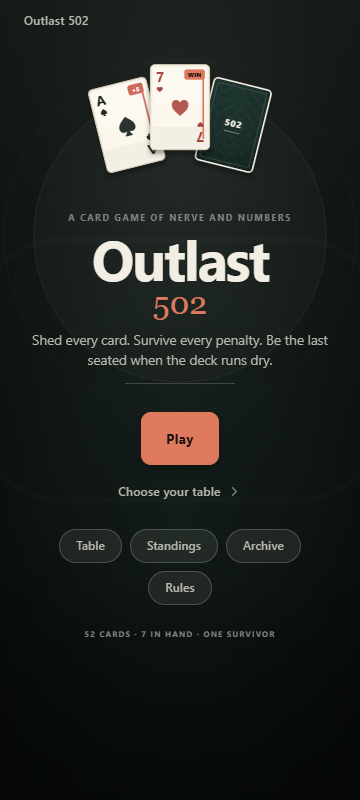 Outlast 502
A
+5
7
WIN
7
502
A CARD GAME OF NERVE AND NUMBERS
Outlast
502
Shed every card. Survive every penalty. Be the last
seated when the deck runs dry.
Play
Choose your table
Table
Standings
Archive
Rules
52 CARDS · 7 IN HAND · ONE SURVIVOR